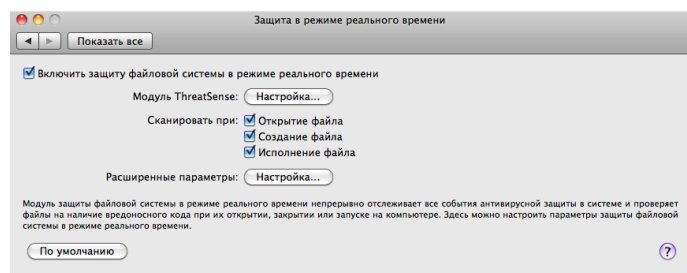 Защита в режиме реального времени
Показать все
Включить защиту файловой системы в режиме реального времени
Модуль ThreatSense: Настройка...
Сканировать при: Открытие файла
Создание файла
Исполнение файла
Расширенные параметры: Настройка...
Модуль защиты файловой системы в режиме реального времени непрерывно отслеживает все события антивирусной защиты в системе и проверяет
файлы на наличие вредоносного кода при их открытии, закрытии или запуске на компьютере. Здесь можно настроить параметры защиты файловой
системы в режиме реального времени.
По умолчанию ?